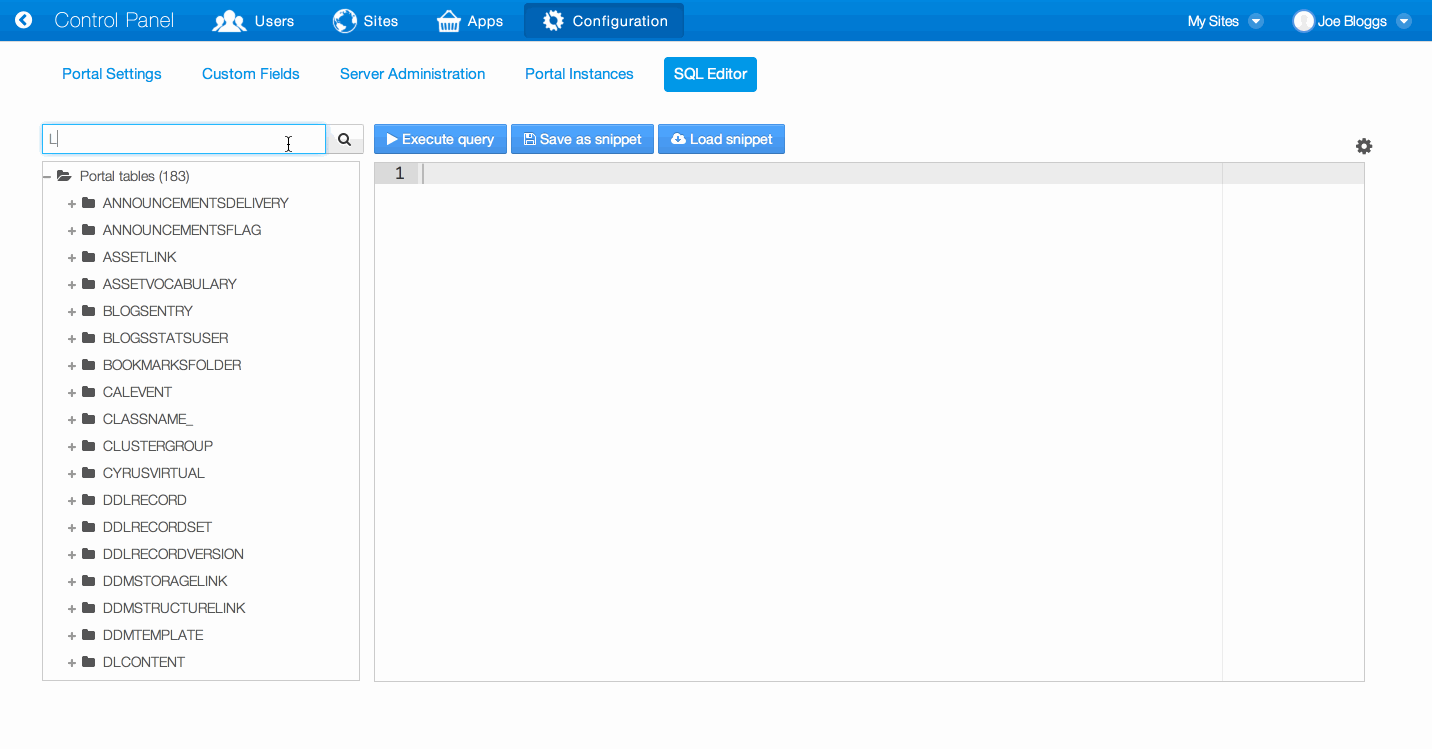 Control Panel Users Sites Apps Configuration My Sites Joe Bloggs
Portal Settings Custom Fields Server Administration Portal Instances SQL Editor
L Execute query Save as snippet Load snippet
Portal tables (183)
1
ANNOUNCEMENTSDELIVERY
ANNOUNCEMENTSFLAG
ASSETLINK
ASSETVOCABULARY
BLOGSENTRY
BLOGSSTATSUSER
BOOKMARKSFOLDER
CALEVENT
CLASSNAME_
CLUSTERGROUP
CYRUSVIRTUAL
DDLRECORD
DDLRECORDSET
DDLRECORDVERSION
DDMSTORAGELINK
DDMSTRUCTURELINK
DDMTEMPLATE
DLCONTENT